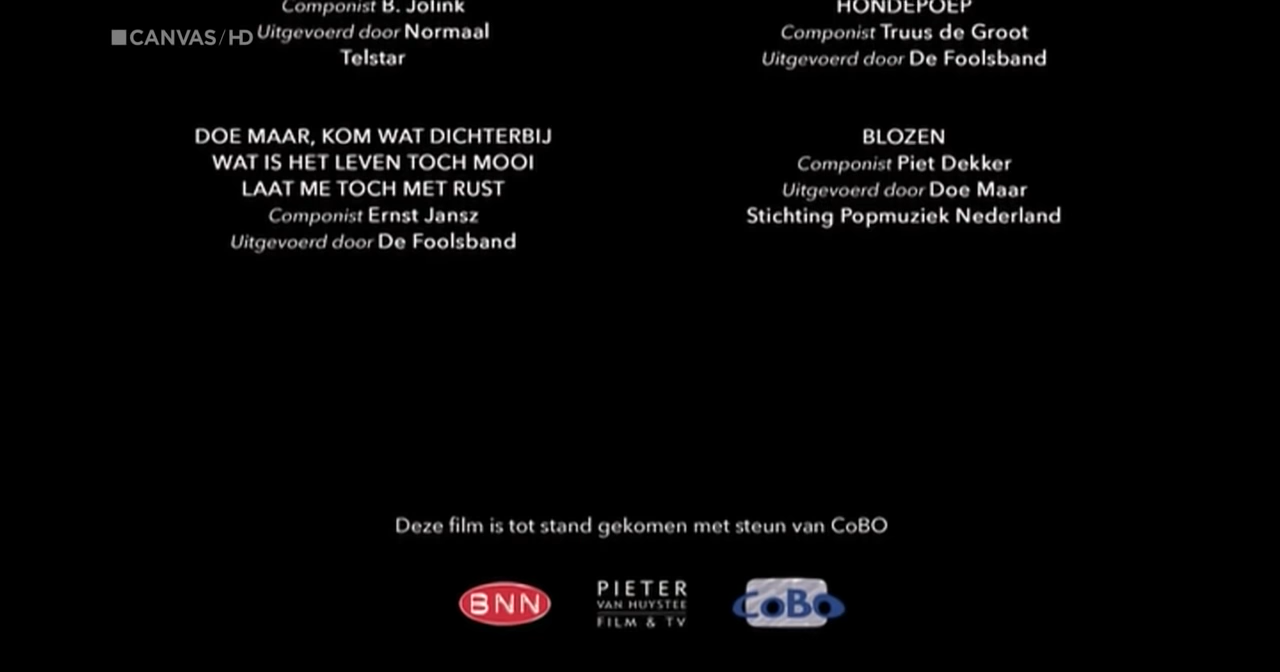 Componist B. Jolink
CANVAS/HD
Uitgevoerd door Normaal
Telstar
HONDEPOEP
Componist Truus de Groot
Uitgevoerd door De Foolsband
DOE MAAR, KOM WAT DICHTERBIJ
WAT IS HET LEVEN TOCH MOOI
LAAT ME TOCH MET RUST
Componist Ernst Jansz
Uitgevoerd door De Foolsband
BLOZEN
Componist Piet Dekker
Uitgevoerd door Doe Maar
Stichting Popmuziek Nederland
Deze film is tot stand gekomen met steun van CoBO
BNN
PIETER
VAN HUYSTEE
FILM & TV
CoBO